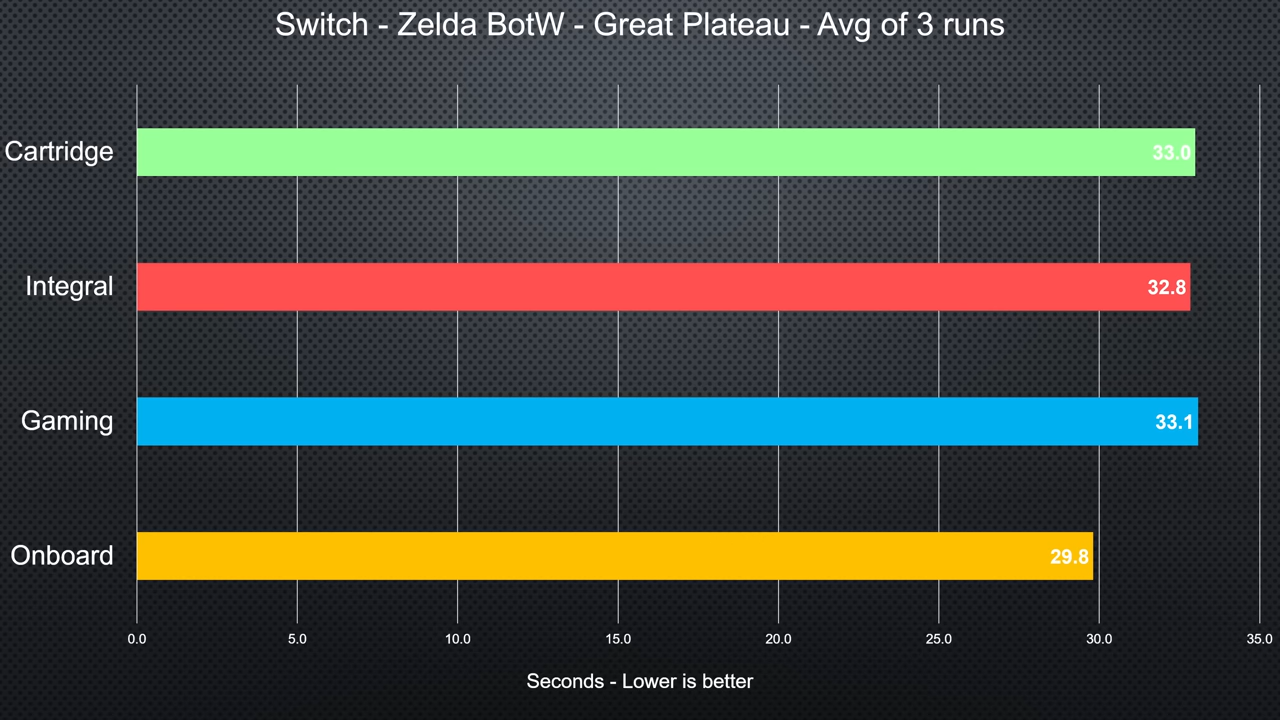 Switch - Zelda BotW - Great Plateau - Avg of 3 runs
Cartridge
33.0
Integral
32.8
Gaming
33.1
Onboard
29.8
0.0 5.0 10.0 15.0 20.0 25.0 30.0 35.0
Seconds - Lower is better